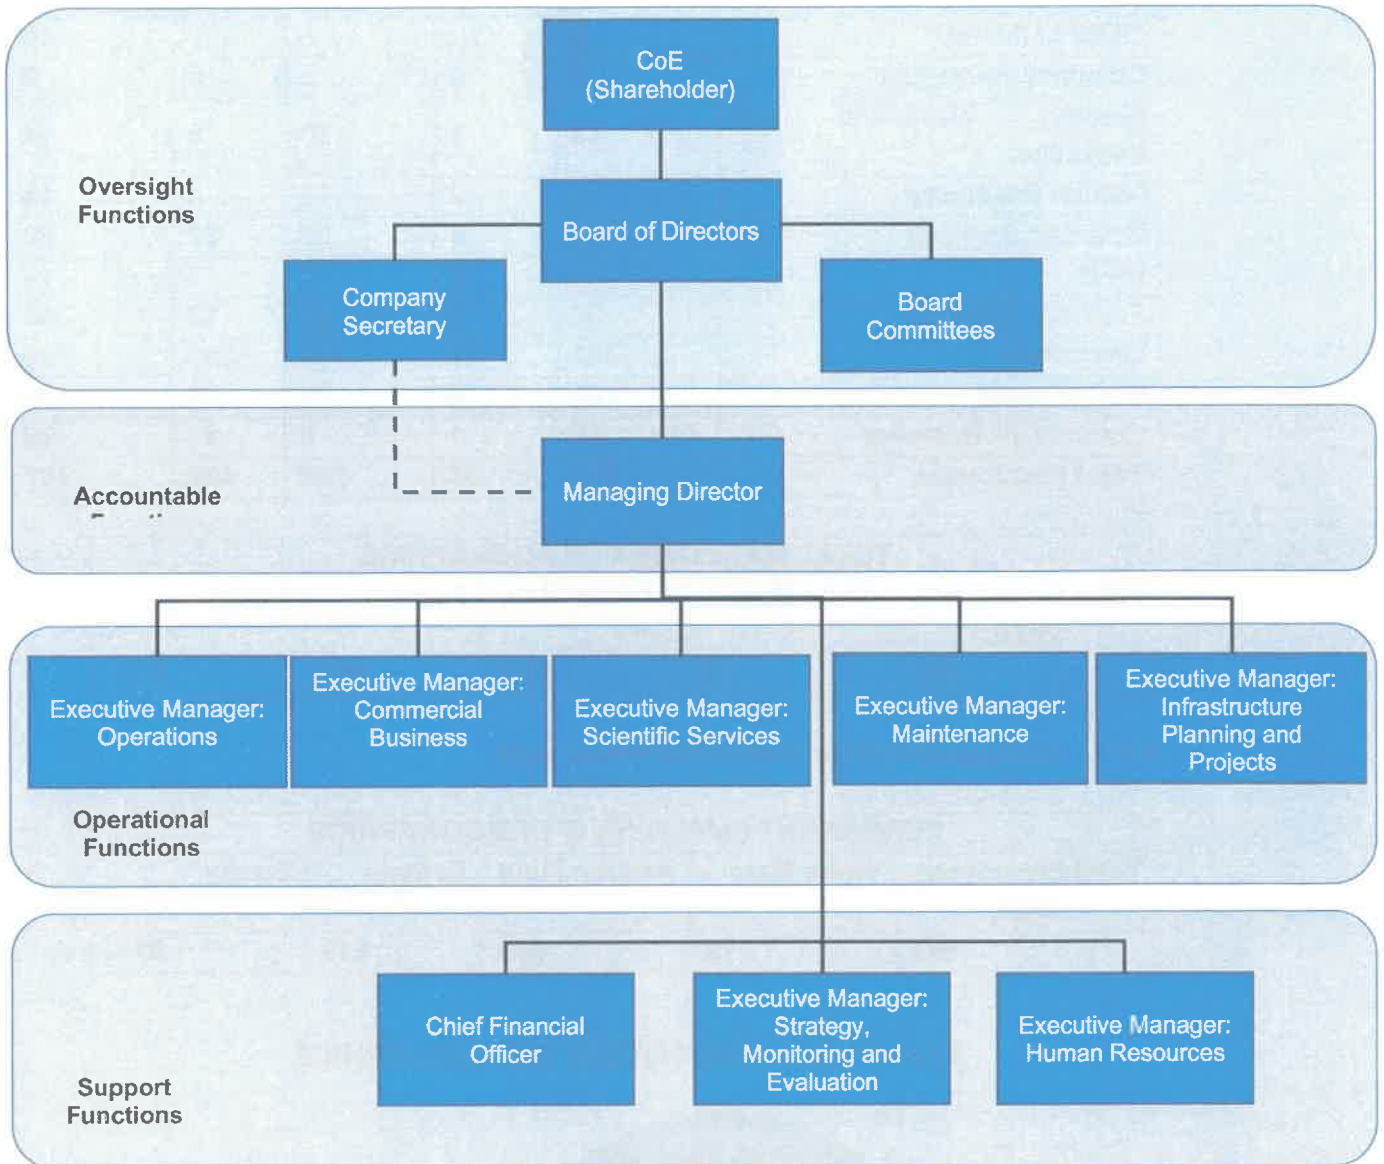 CoE
(Shareholder)
Oversight
Functions
Board of Directors
Company
Secretary
Board
Committees
Accountable
Managing Director
Executive Manager:
Operations
Executive Manager:
Commercial
Business
Executive Manager:
Scientific Services
Executive Manager:
Maintenance
Executive Manager:
Infrastructure
Planning and
Projects
Operational
Functions
Chief Financial
Officer
Executive Manager:
Strategy,
Monitoring and
Evaluation
Executive Manager:
Human Resources
Support
Functions